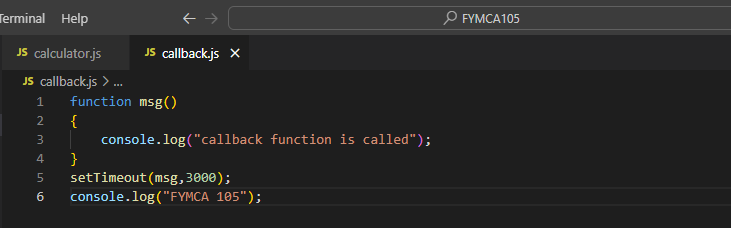 Terminal Help FYMCA105
JS calculator.js JS callback.js
JS callback.js > ...
1 function msg()
2 {
3 console.log("callback function is called");
4 }
5 setTimeout(msg,3000);
6 console.log("FYMCA 105");